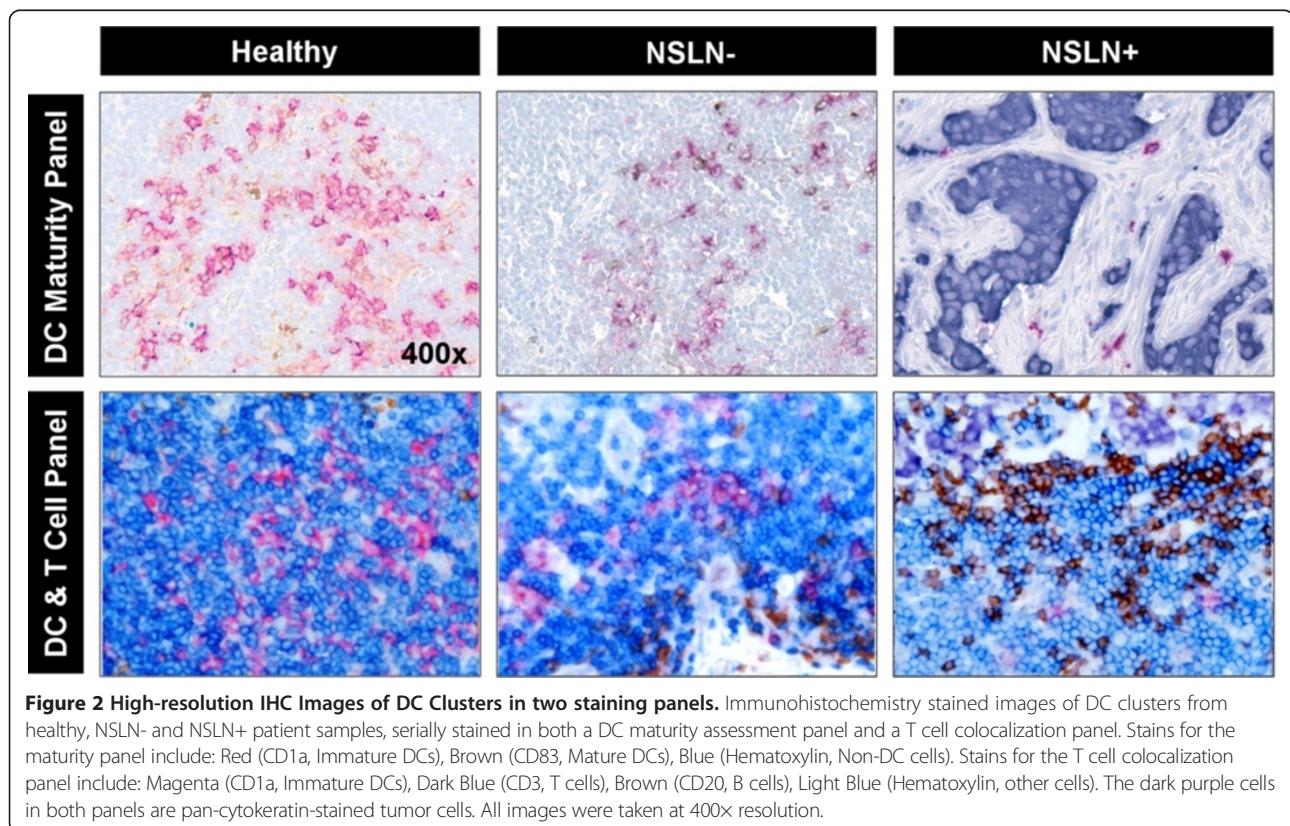 Healthy
NSLN-
NSLN+
DC Maturity Panel
400x
DC & T Cell Panel
Figure 2 High-resolution IHC Images of DC Clusters in two staining panels. Immunohistochemistry stained images of DC clusters from
healthy, NSLN- and NSLN+ patient samples, serially stained in both a DC maturity assessment panel and a T cell colocalization panel. Stains for the
maturity panel include: Red (CD1a, Immature DCs), Brown (CD83, Mature DCs), Blue (Hematoxylin, Non-DC cells). Stains for the T cell colocalization
panel include: Magenta (CD1a, Immature DCs), Dark Blue (CD3, T cells), Brown (CD20, B cells), Light Blue (Hematoxylin, other cells). The dark purple cells
in both panels are pan-cytokeratin-stained tumor cells. All images were taken at 400× resolution.